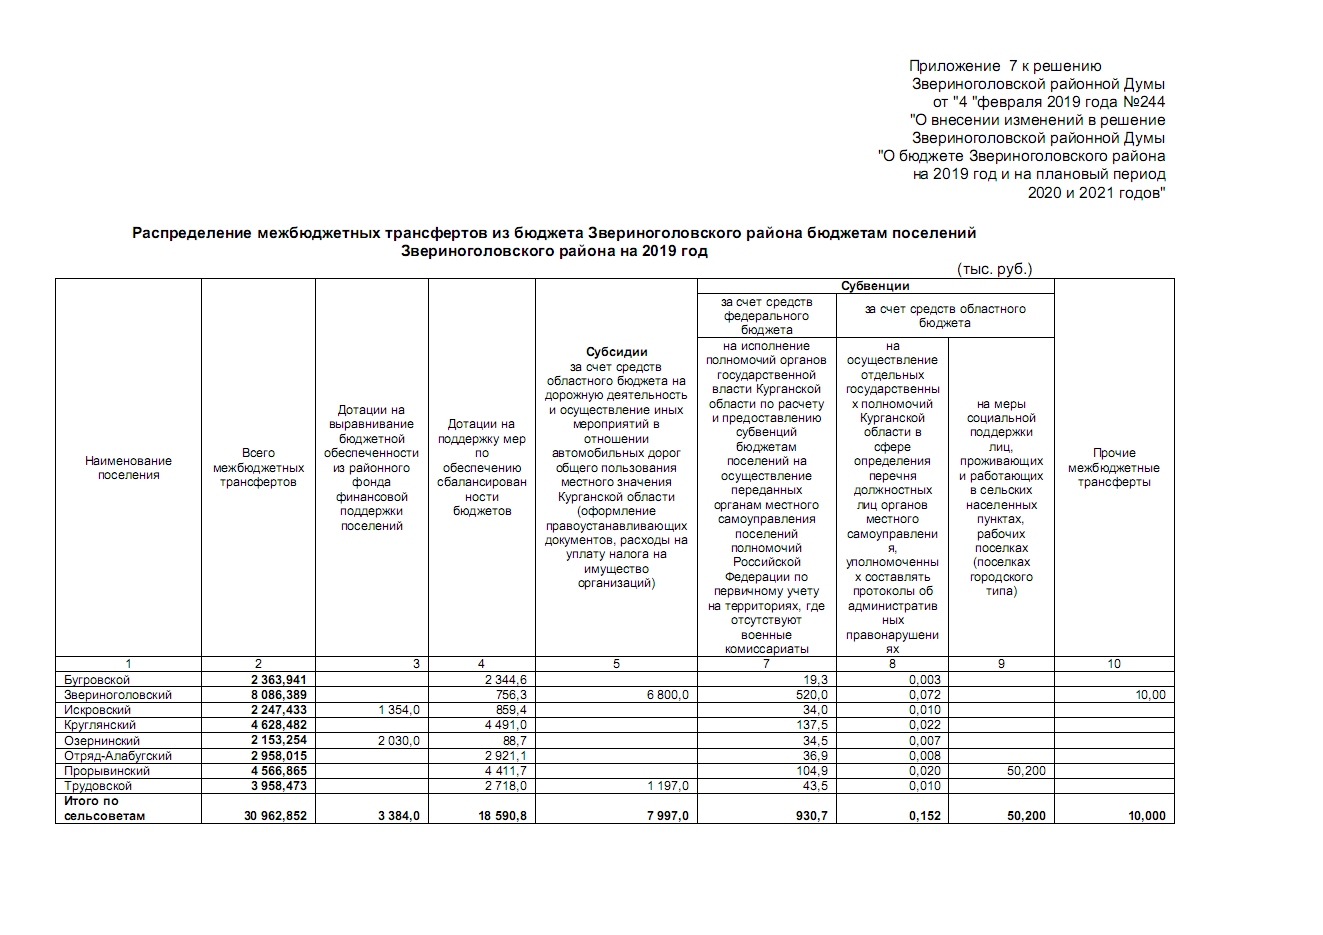 Приложение  7 к решению
Звериноголовской районной Думы
от "4 "февраля 2019 года №244
"О внесении изменений в решение
Звериноголовской районной Думы
"О бюджете Звериноголовского района
на 2019 год и на плановый период
2020 и 2021 годов"
Распределение межбюджетных трансфертов из бюджета Звериноголовского района бюджетам поселений
Звериноголовского района на 2019 год
(тыс. руб.)
Наименование
поселения
Всего
межбюджетных
трансфертов
Дотации на
выравнивание
бюджетной
обеспеченности
из районного
фонда
финансовой
поддержки
поселений
Дотации на
поддержку мер
по
обеспечению
сбалансирован
ности
бюджетов
Субсидии
за счет средств
областного бюджета на
дорожную деятельность
и осуществление иных
мероприятий в
отношении
автомобильных дорог
общего пользования
местного значения
Курганской области
(оформление
правоустанавливающих
документов, расходы на
уплату налога на
имущество
организаций)
Субвенции
за счет средств
федерального
бюджета
за счет средств областного
бюджета
на исполнение
полномочий органов
государственной
власти Курганской
области по расчету
и предоставлению
субвенций
бюджетам
поселений на
осуществление
переданных
органам местного
самоуправления
поселений
полномочий
Российской
Федерации по
первичному учету
на территориях, где
отсутствуют
военные
комиссариаты
на
осуществление
отдельных
государственны
х полномочий
Курганской
области в
сфере
определения
перечня
должностных
лиц органов
местного
самоуправлени
я,
уполномоченны
х составлять
протоколы об
административ
ных
правонарушени
ях
на меры
социальной
поддержки
лиц,
проживающих
и работающих
в сельских
населенных
пунктах,
рабочих
поселках
(поселках
городского
типа)
Прочие
межбюджетные
трансферты
1 2 3 4 5 7 8 9 10
Бугровской 2 363,941 2 344,6 19,3 0,003
Звериноголовский 8 086,389 756,3 6 800,0 520,0 0,072 10,00
Искровский 2 247,433 1 354,0 859,4 34,0 0,010
Круглянский 4 628,482 4 491,0 137,5 0,022
Озернинский 2 153,254 2 030,0 88,7 34,5 0,007
Отряд-Алабугский 2 958,015 2 921,1 36,9 0,008
Прорывинский 4 566,865 4 411,7 104,9 0,020 50,200
Трудовской 3 958,473 2 718,0 1 197,0 43,5 0,010
Итого по
сельсоветам 30 962,852 3 384,0 18 590,8 7 997,0 930,7 0,152 50,200 10,000